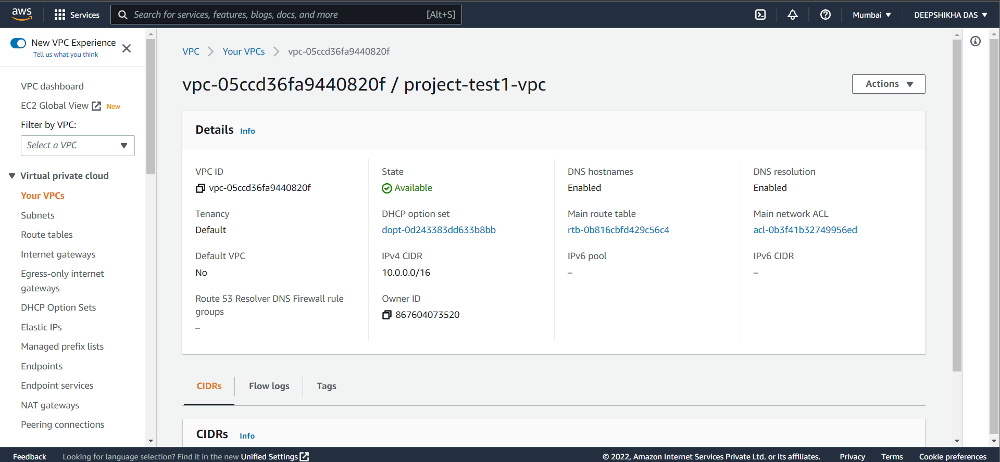 aws
Services
Search for services, features, blogs, docs, and more
[Alt+S]
Mumbai
DEEPSHIKHA DAS
New VPC Experience
Tell us what you think
VPC dashboard
EC2 Global View
New
Filter by VPC:
Select a VPC
Virtual private cloud
Your VPCs
Subnets
Route tables
Internet gateways
Egress-only internet
gateways
DHCP Option Sets
Elastic IPs
Managed prefix lists
Endpoints
Endpoint services
NAT gateways
Peering connections
VPC
Your VPCs
vpc-05ccd36fa9440820f
vpc-05ccd36fa9440820f / project-test1-vpc
Actions
Details
Info
VPC ID
vpc-05ccd36fa9440820f
State
Available
DNS hostnames
Enabled
DNS resolution
Enabled
Tenancy
Default
DHCP option set
dopt-0d243383dd633b8bb
Main route table
rtb-0b816cbfd429c56c4
Main network ACL
acl-0b3f41b32749956ed
Default VPC
No
IPv4 CIDR
10.0.0.0/16
IPv6 pool
–
IPv6 CIDR
–
Route 53 Resolver DNS Firewall rule
groups
–
Owner ID
867604073520
CIDRs
Flow logs
Tags
CIDRs
Info
Feedback
Looking for language selection? Find it in the new Unified Settings
© 2022, Amazon Internet Services Private Ltd. or its affiliates.
Privacy
Terms
Cookie preferences